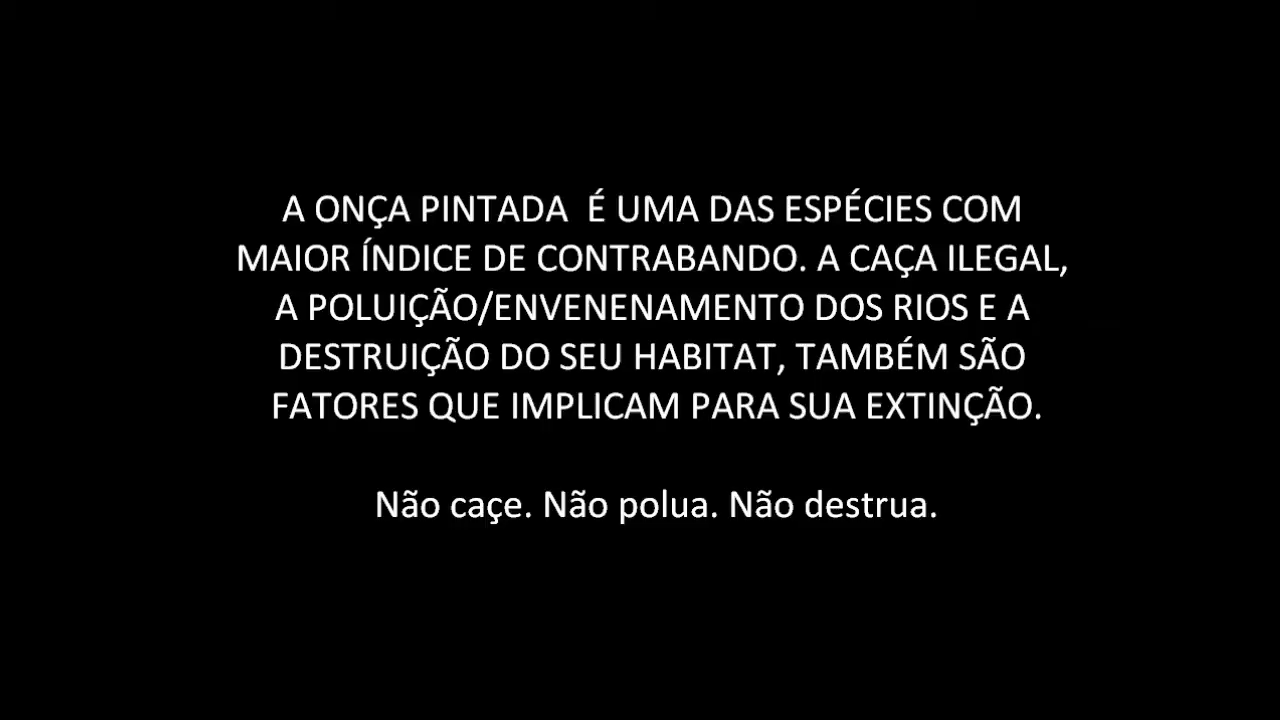 A ONÇA PINTADA  É UMA DAS ESPÉCIES COM
MAIOR ÍNDICE DE CONTRABANDO. A CAÇA ILEGAL,
A POLUIÇÃO/ENVENENAMENTO DOS RIOS E A
DESTRUIÇÃO DO SEU HABITAT, TAMBÉM SÃO
FATORES QUE IMPLICAM PARA SUA EXTINÇÃO.
Não caçe. Não polua. Não destrua.